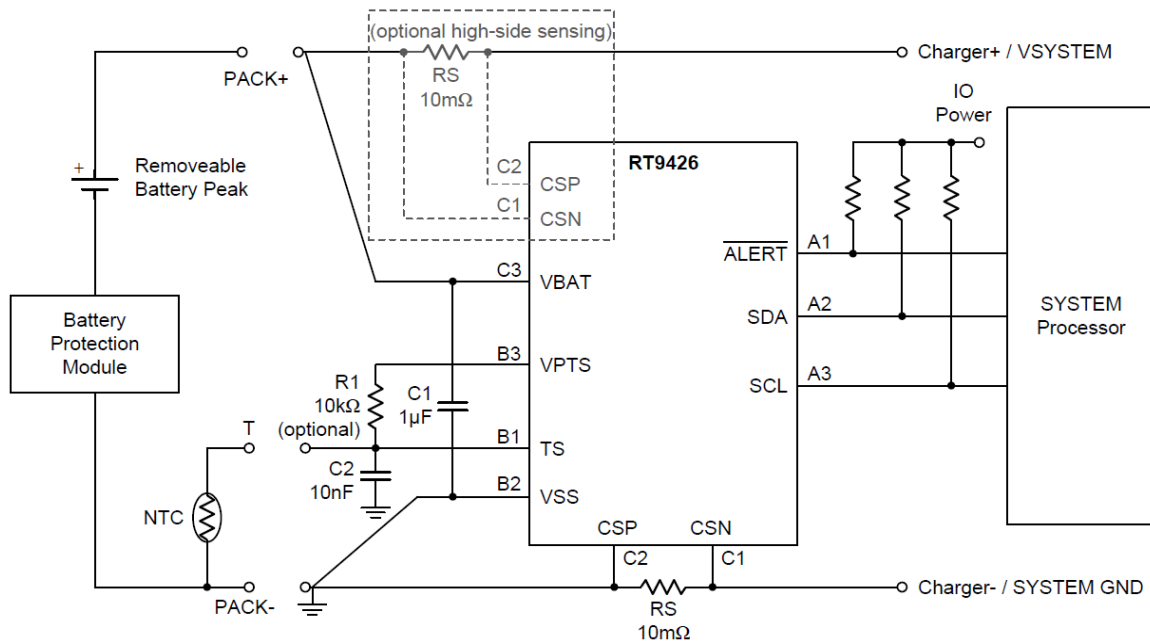 (optional high-side sensing)
PACK+
RS
10mΩ
Charger+ / VSYSTEM
IO
Power
+
Removeable
Battery Peak
RT9426
C2
CSP
C1
CSN
ALERT
A1
C3
VBAT
SDA
A2
SYSTEM
Processor
Battery
Protection
Module
B3
VPTS
R1
10kΩ
(optional)
C1
1µF
SCL
A3
T
B1
TS
C2
10nF
B2
VSS
NTC
CSP
CSN
C2
C1
PACK-
RS
10mΩ
Charger- / SYSTEM GND